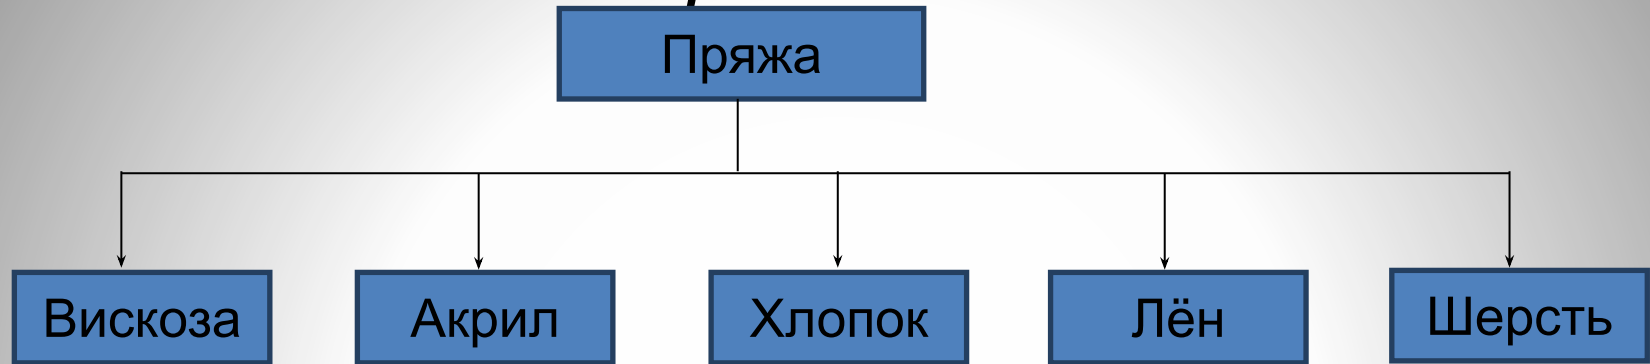 Пряжа
Вискоза
Акрил
Хлопок
Лён
Шерсть